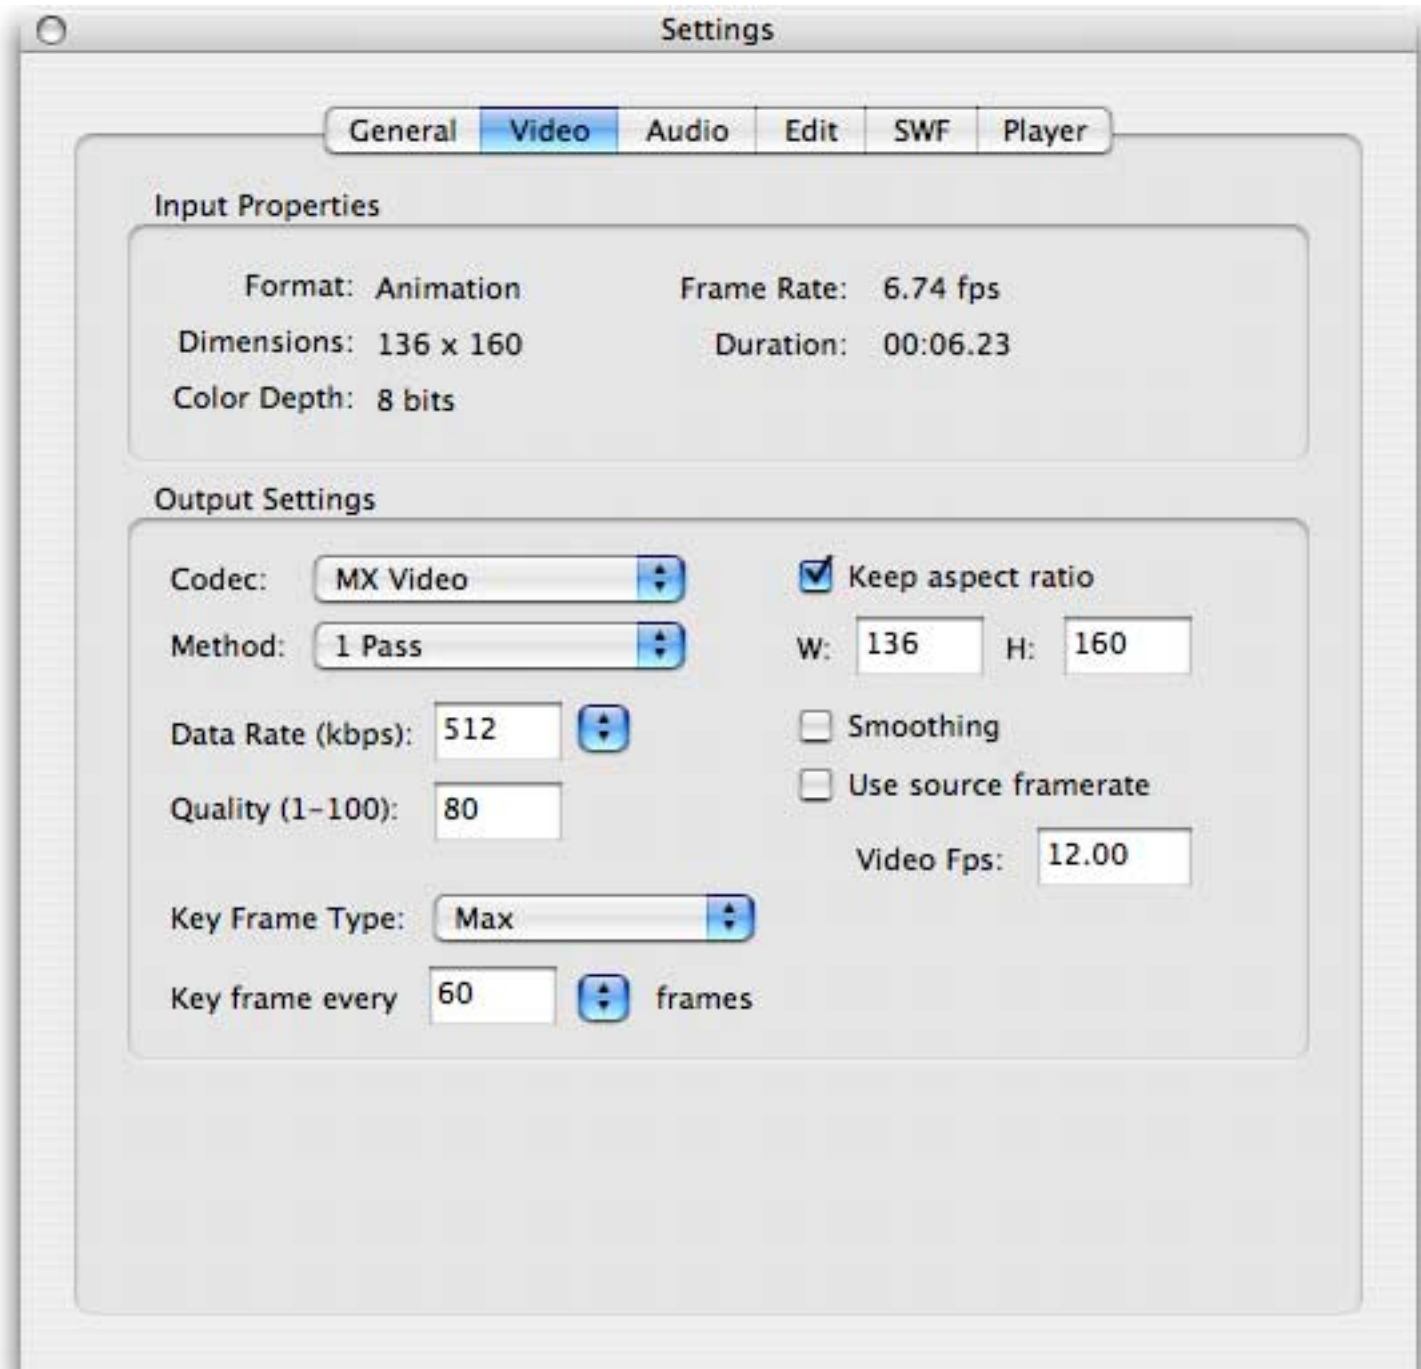 Settings
General Video Audio Edit SWF Player
Input Properties
Format: Animation Frame Rate: 6.74 fps
Dimensions: 136 x 160 Duration: 00:06.23
Color Depth: 8 bits
Output Settings
Codec: MX Video Keep aspect ratio
Method: 1 Pass W: 136 H: 160
Data Rate (kbps): 512 Smoothing
Use source framerate
Quality (1-100): 80
Video Fps: 12.00
Key Frame Type: Max
Key frame every 60 frames